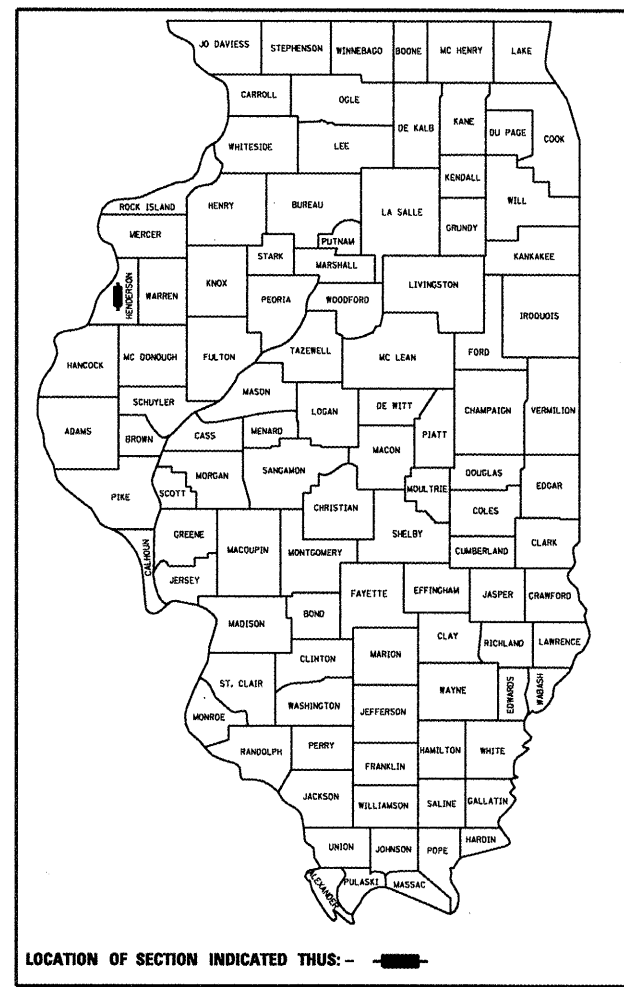 JO DAVIESS STEPHENSON WINNEBAGO BOONE MC HENRY LAKE
CARROLL OGLE DE KALB KANE DU PAGE COOK
WHITESIDE LEE
KENDALL
ROCK ISLAND HENRY BUREAU LA SALLE WILL
MERCER PUTNAM GRUNDY
STARK MARSHALL KANKAKEE
HENDERSON WARREN KNOX PEORIA WOODFORD LIVINGSTON IROQUOIS
HANCOCK MC DONOUGH FULTON TAZEWELL MC LEAN FORD
MASON
SCHUYLER LOGAN DE WITT CHAMPAIGN VERMILION
ADAMS BROWN CASS MENARD MACON PIATT
MORGAN SANGAMON DOUGLAS EDGAR
PIKE SCOTT CHRISTIAN MOULTRIE COLES
CALHOUN GREENE MACOUPIN MONTGOMERY SHELBY CUMBERLAND CLARK
JERSEY
FAYETTE EFFINGHAM JASPER CRAWFORD
MADISON BOND
CLAY RICHLAND LAWRENCE
CLINTON MARION
ST. CLAIR WAYNE EDWARDS WABASH
MONROE WASHINGTON JEFFERSON
RANDOLPH PERRY HAMILTON WHITE
FRANKLIN
JACKSON WILLIAMSON SALINE GALLATIN
UNION JOHNSON POPE HARDIN
ALEXANDER PULASKI MASSAC
LOCATION OF SECTION INDICATED THUS: -